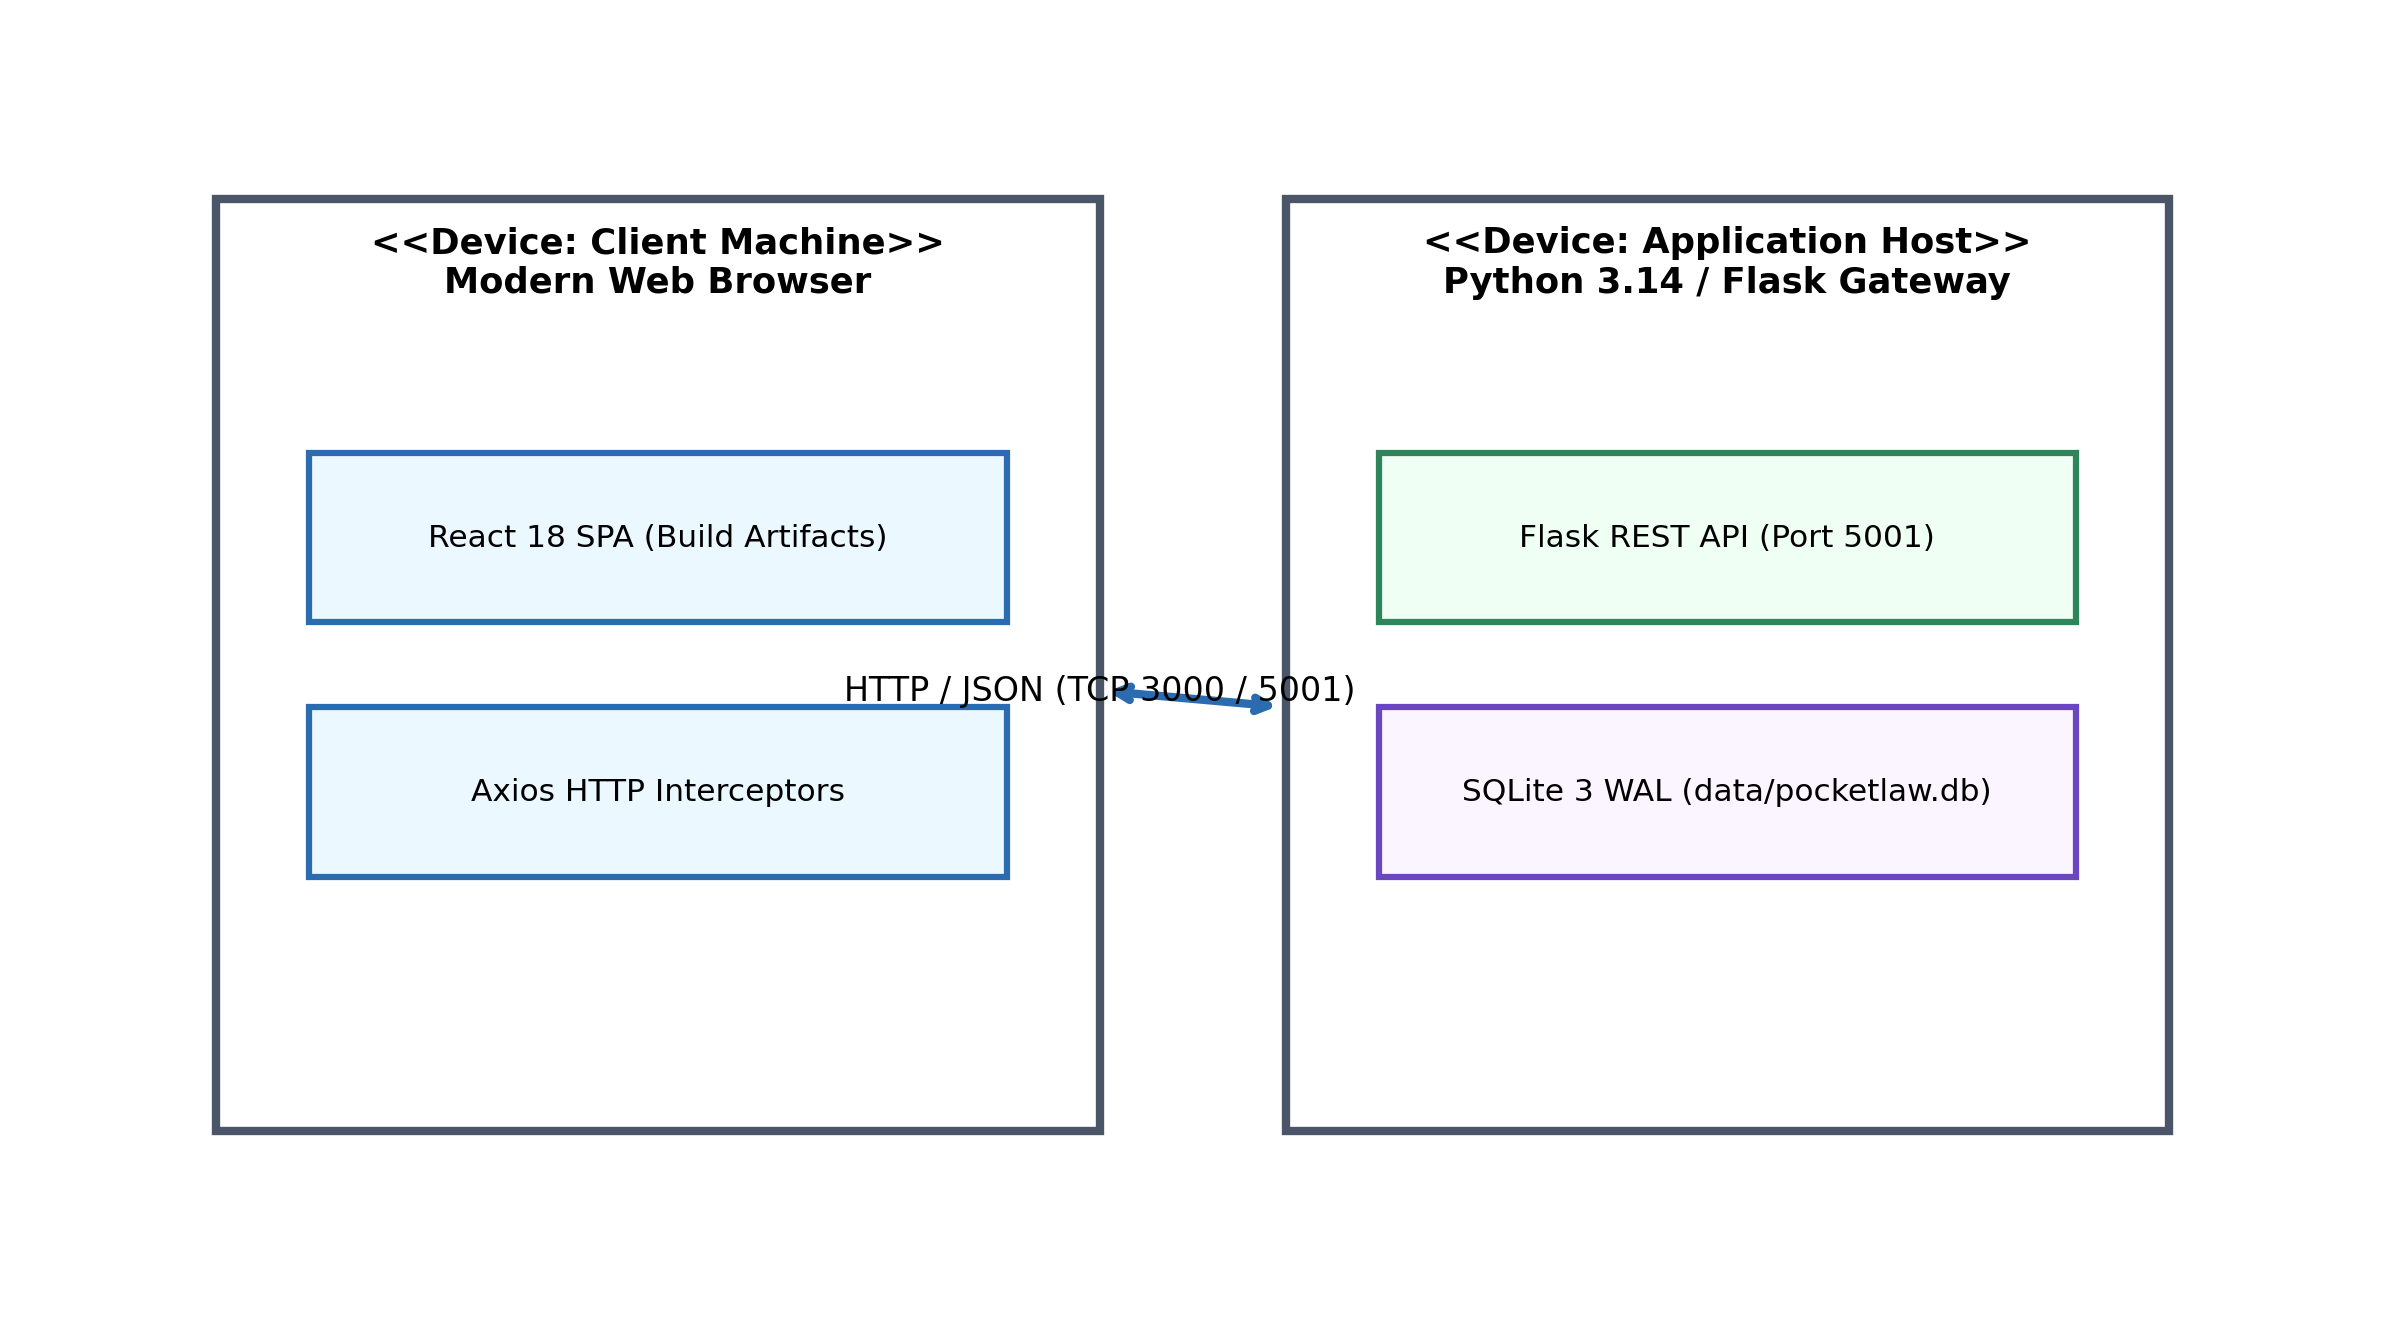 <<Device: Client Machine>>
Modern Web Browser
React 18 SPA (Build Artifacts)
Axios HTTP Interceptors
HTTP / JSON (TCP 3000 / 5001)
<<Device: Application Host>>
Python 3.14 / Flask Gateway
Flask REST API (Port 5001)
SQLite 3 WAL (data/pocketlaw.db)